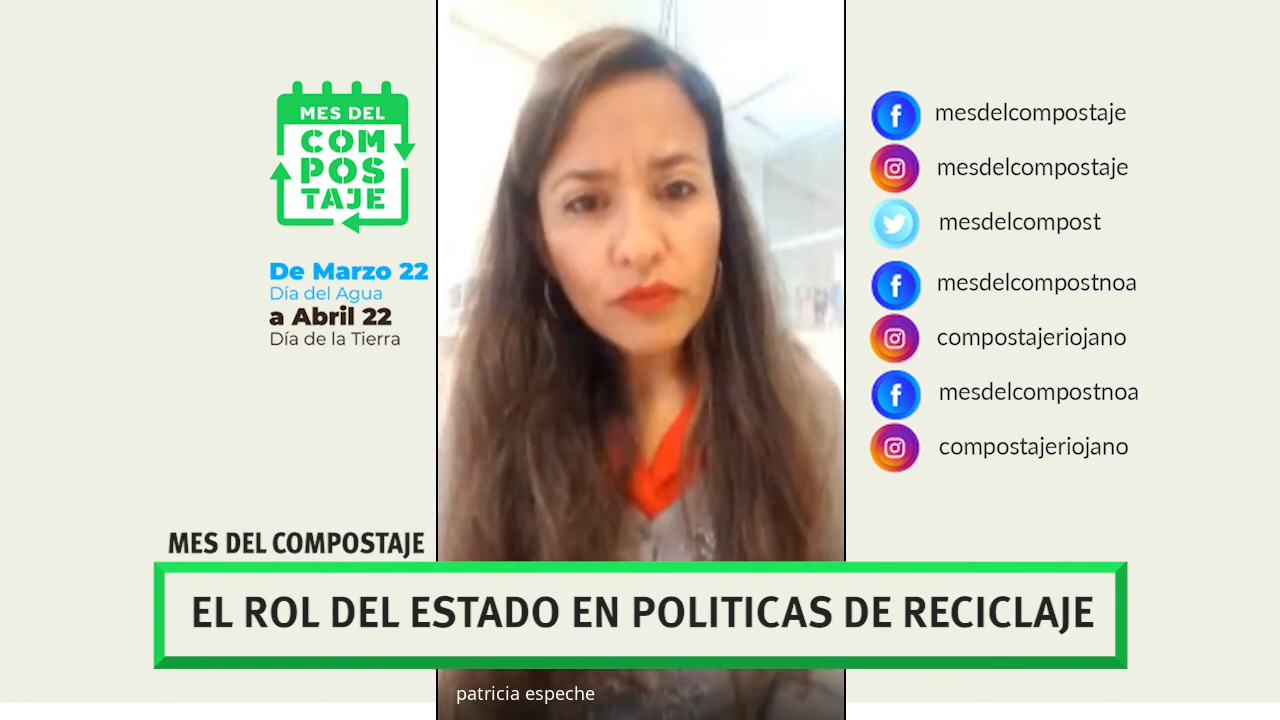 MES DEL
COM
POS
TAJE
De Marzo 22
Día del Agua
a Abril 22
Día de la Tierra
mesdelcompostaje
mesdelcompostaje
mesdelcompost
mesdelcompostnoa
compostajeriojano
mesdelcompostnoa
compostajeriojano
MES DEL COMPOSTAJE
EL ROL DEL ESTADO EN POLITICAS DE RECICLAJE
patricia espeche